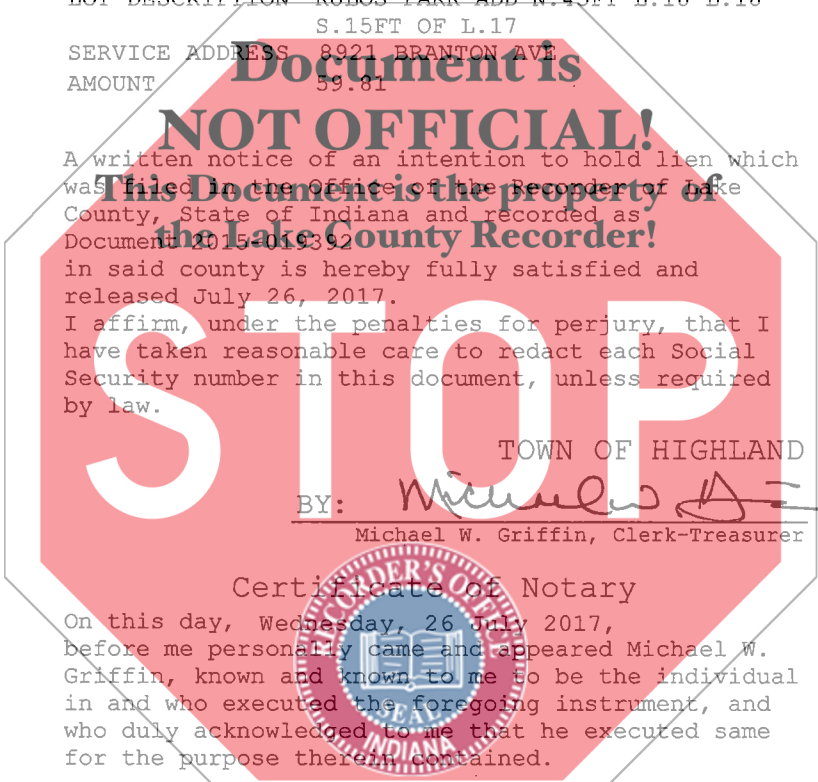 S.15FT OF L.17
SERVICE ADDRESS 8921 BRANTON AVE
AMOUNT 59.81
Document is
NOT OFFICIAL!
This Document is the property of
the Lake County Recorder!
A written notice of an intention to hold lien which
was filed in the Office of the Recorder of Lake
County, State of Indiana and recorded as
Document 2015-019392
in said county is hereby fully satisfied and
released July 26, 2017.
I affirm, under the penalties for perjury, that I
have taken reasonable care to redact each Social
Security number in this document, unless required
by law.
STOP
TOWN OF HIGHLAND
BY:
Michael W. Griffin, Clerk-Treasurer
Certificate of Notary
On this day, Wednesday, 26 July 2017,
before me personally came and appeared Michael W.
Griffin, known and known to me to be the individual
in and who executed the foregoing instrument, and
who duly acknowledged to me that he executed same
for the purpose therein contained.
RECORDER'S OFFICE
SEAL
INDIANA